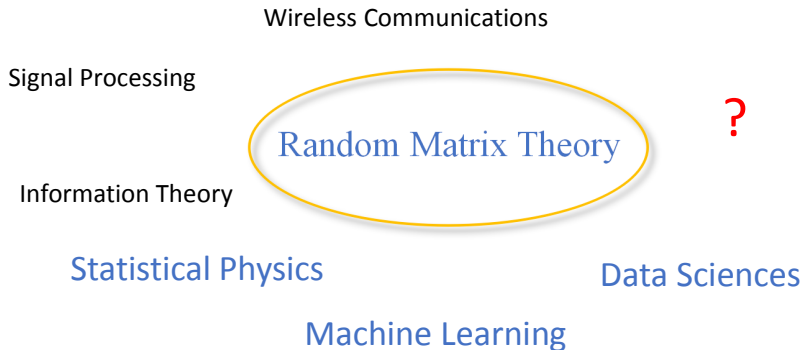 Wireless Communications
Signal Processing
?
Random Matrix Theory
Information Theory
Statistical Physics
Data Sciences
Machine Learning